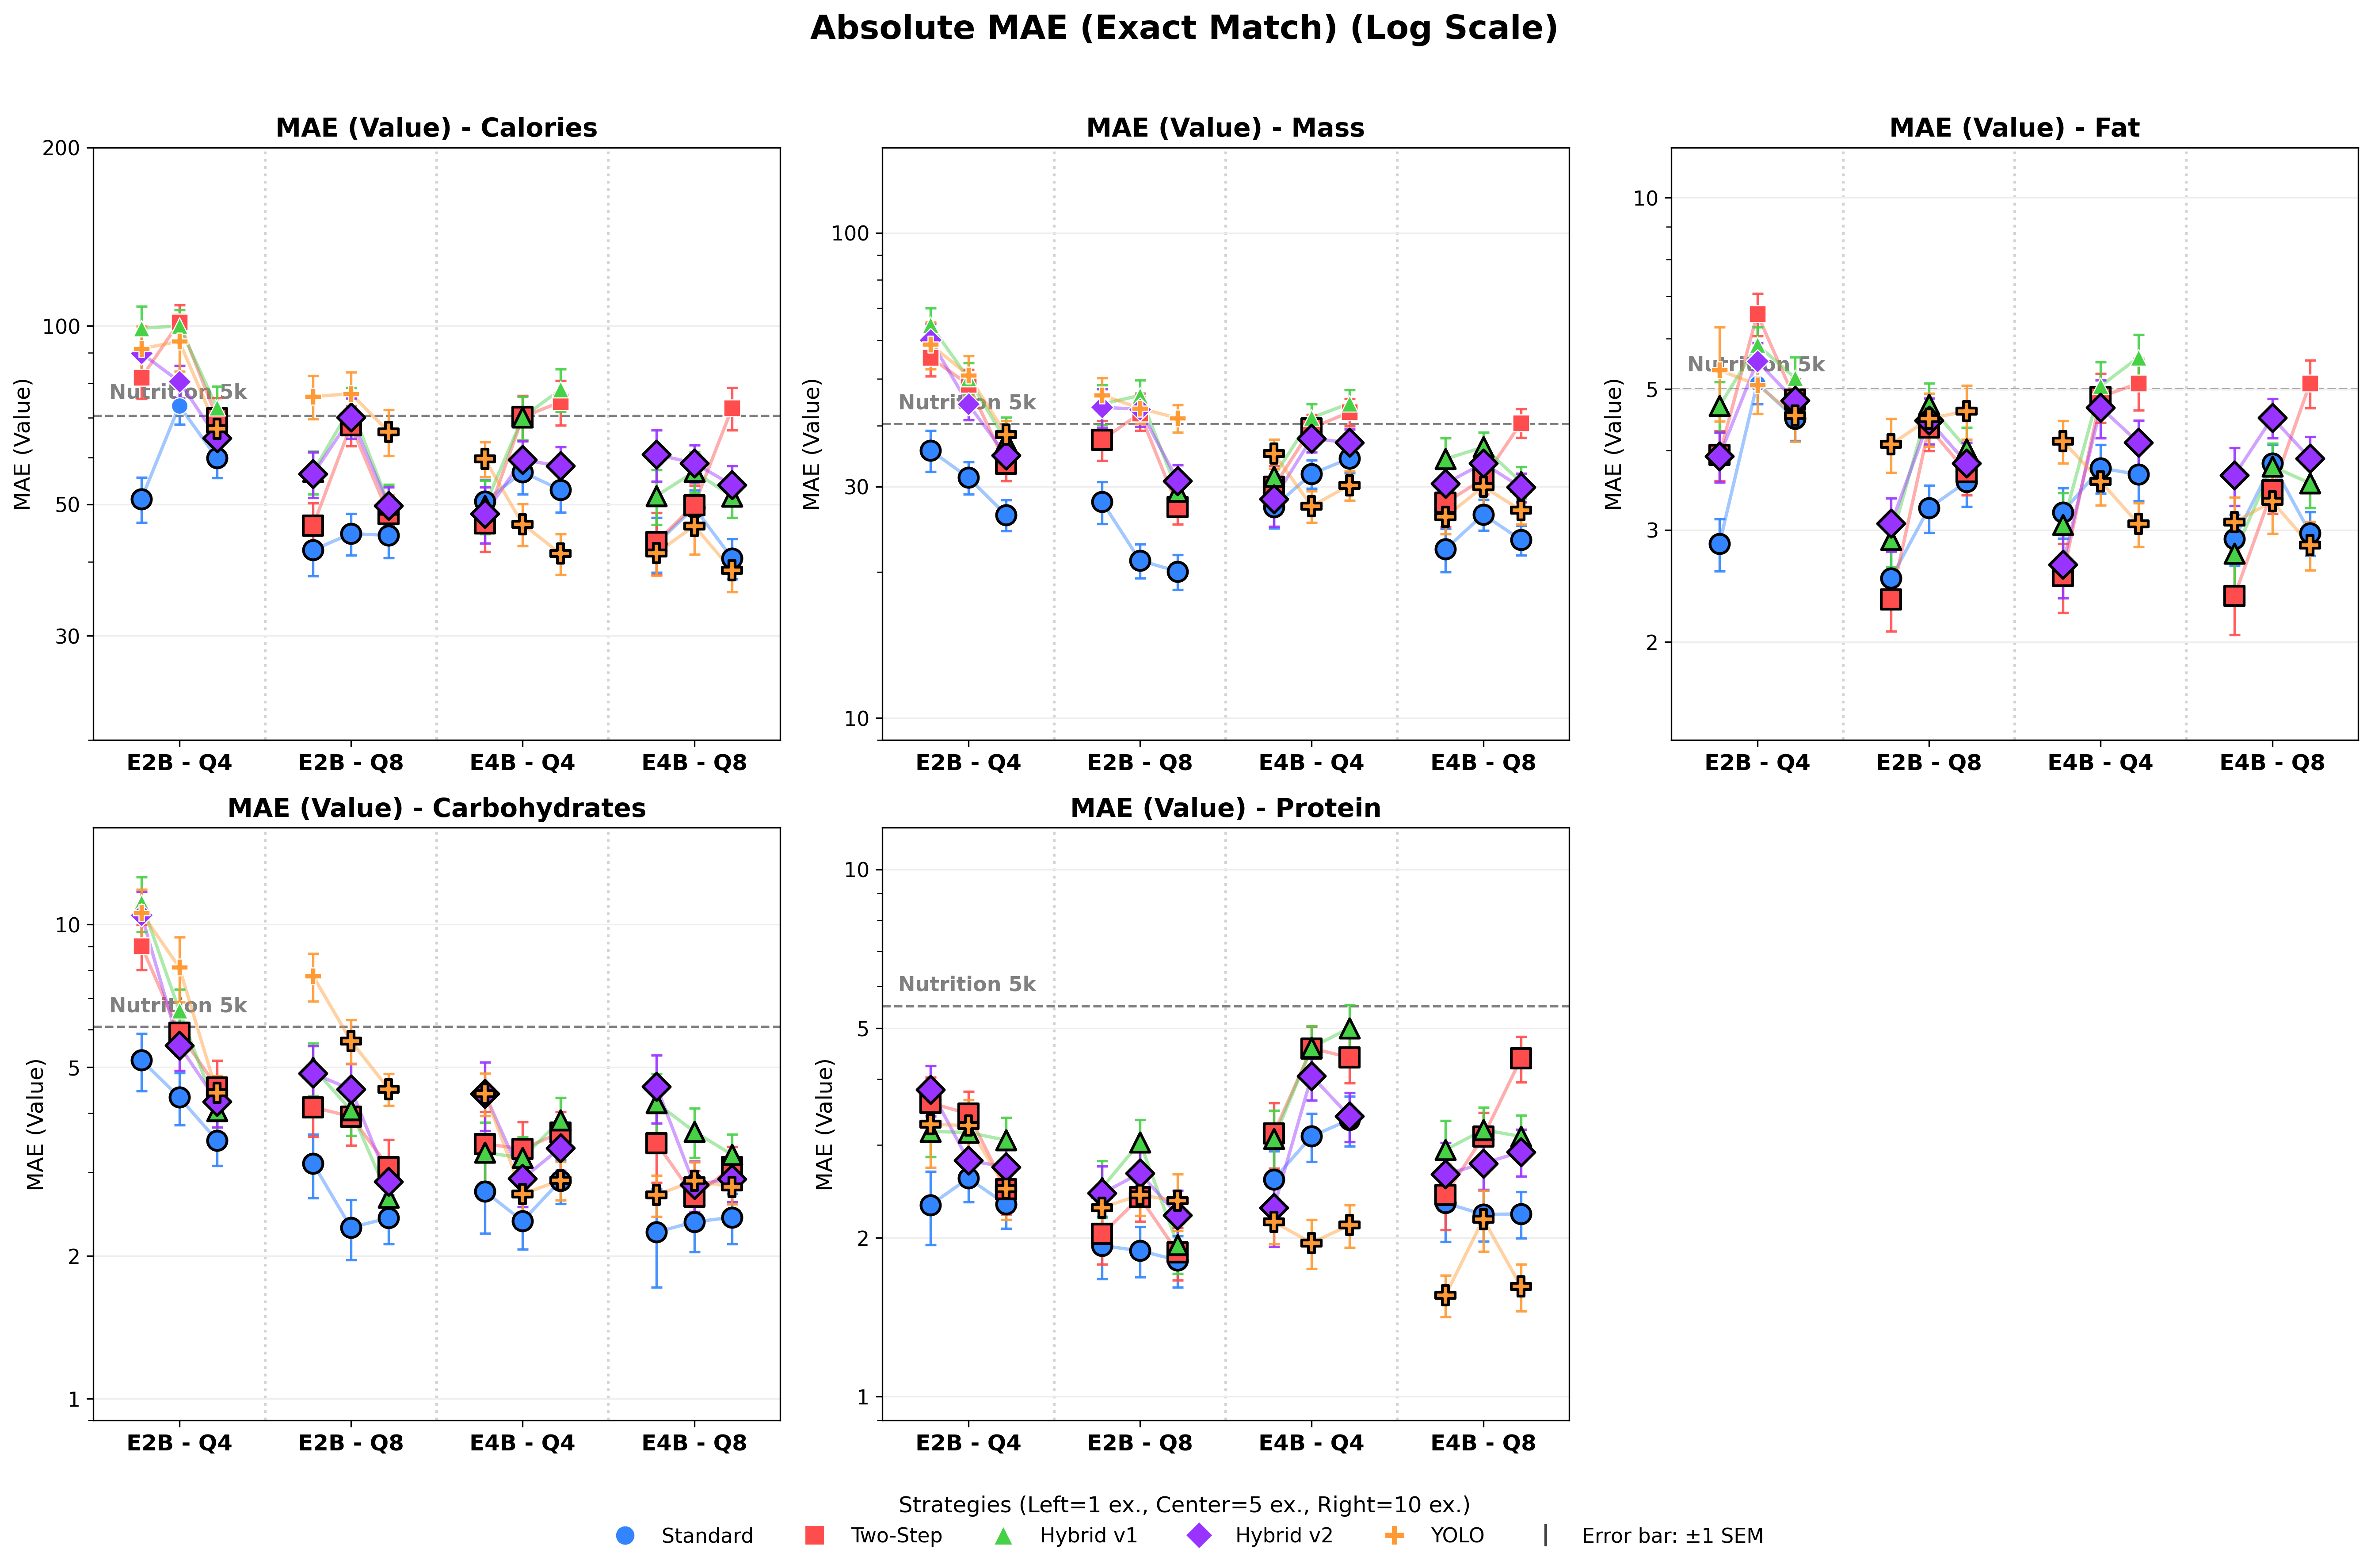 Absolute MAE (Exact Match) (Log Scale)
MAE (Value) - Calories
MAE (Value)
200
100
50
30
Nutrition 5k
E2B - Q4
E2B - Q8
E4B - Q4
E4B - Q8
MAE (Value) - Mass
MAE (Value)
100
30
10
Nutrition 5k
E2B - Q4
E2B - Q8
E4B - Q4
E4B - Q8
MAE (Value) - Fat
MAE (Value)
10
5
3
2
Nutrition 5k
E2B - Q4
E2B - Q8
E4B - Q4
E4B - Q8
MAE (Value) - Carbohydrates
MAE (Value)
10
5
2
1
Nutrition 5k
E2B - Q4
E2B - Q8
E4B - Q4
E4B - Q8
MAE (Value) - Protein
MAE (Value)
10
5
2
1
Nutrition 5k
E2B - Q4
E2B - Q8
E4B - Q4
E4B - Q8
Strategies (Left=1 ex., Center=5 ex., Right=10 ex.)
Standard
Two-Step
Hybrid v1
Hybrid v2
YOLO
Error bar: ±1 SEM